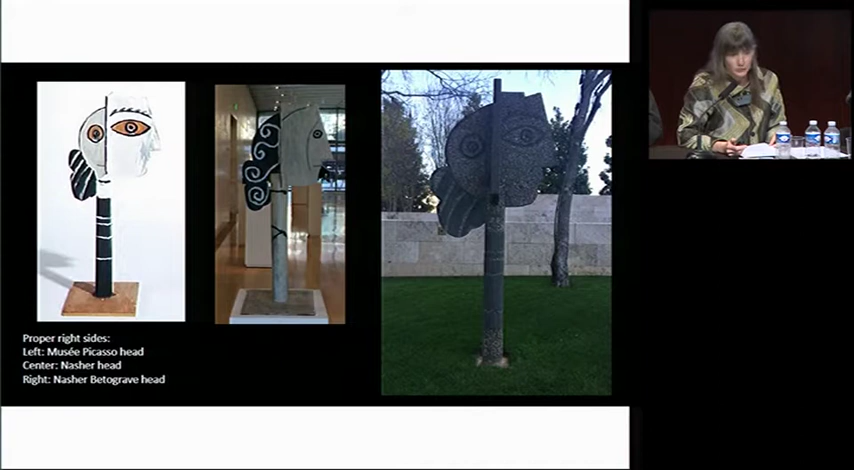 Proper right sides:
Left: Musée Picasso head
Center: Nasher head
Right: Nasher Betograve head